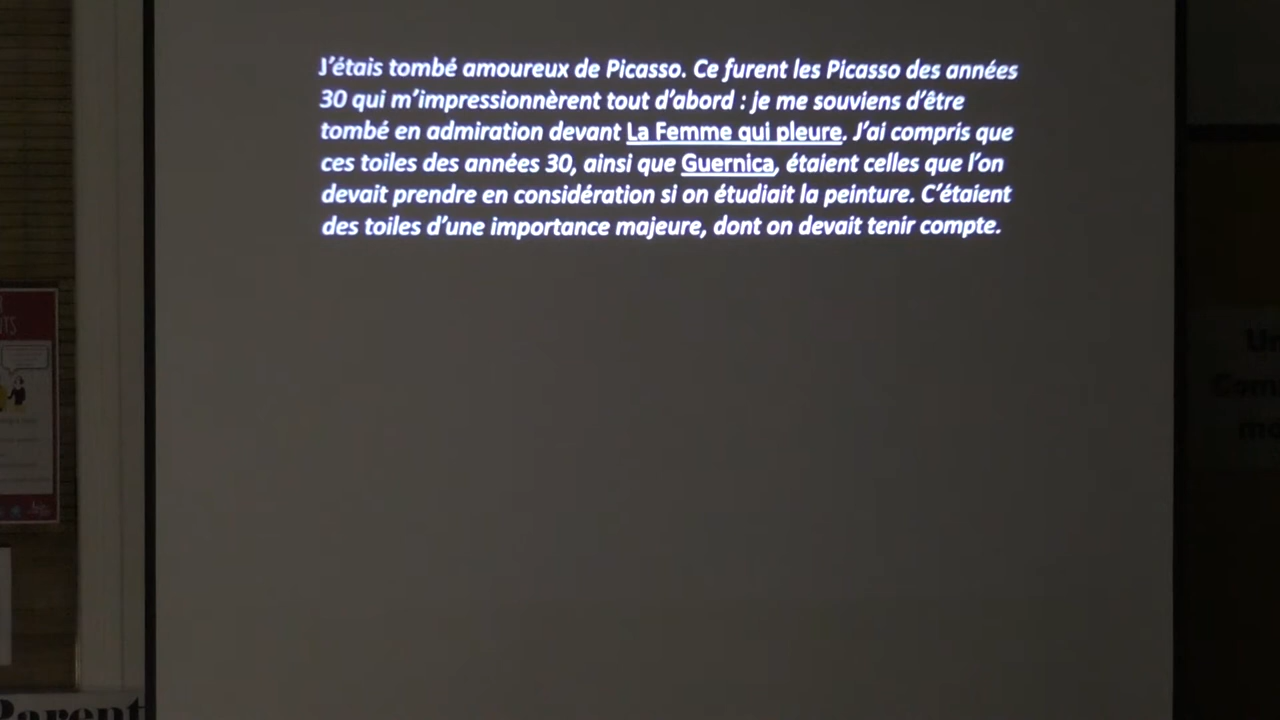 J'étais tombé amoureux de Picasso. Ce furent les Picasso des années
30 qui m'impressionnèrent tout d'abord : je me souviens d'être
tombé en admiration devant La Femme qui pleure. J'ai compris que
ces toiles des années 30, ainsi que Guernica, étaient celles que l'on
devait prendre en considération si on étudiait la peinture. C'étaient
des toiles d'une importance majeure, dont on devait tenir compte.
Parent